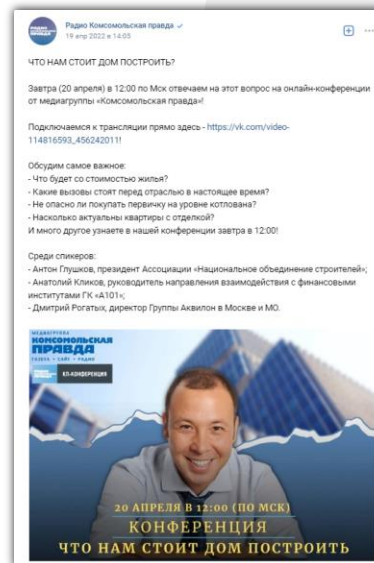 Радио Комсомольская правда
19 апр 2022 в 14:05
ЧТО НАМ СТОИТ ДОМ ПОСТРОИТЬ?
Завтра (20 апреля) в 12:00 по Мск отвечаем на этот вопрос на онлайн-конференции
от медиагруппы «Комсомольская правда»!
Подключаемся к трансляции прямо здесь - https://vk.com/video-
114816593_456242011!
Обсудим самое важное:
- Что будет со стоимостью жилья?
- Какие вызовы стоят перед отраслью в настоящее время?
- Не опасно ли покупать первичку на уровне котлована?
- Насколько актуальны квартиры с отделкой?
И много другое узнаете в нашей конференции завтра в 12:00!
Среди спикеров:
- Антон Глушков, президент Ассоциации «Национальное объединение строителей»;
- Анатолий Кликов, руководитель направления взаимодействия с финансовыми
институтами ГК «А101»;
- Дмитрий Рогатых, директор Группы Аквилон в Москве и МО.
МЕДИАГРУППА
КОМСОМОЛЬСКАЯ
ПРАВДА
ГАЗЕТА • САЙТ • РАДИО
КП-КОНФЕРЕНЦИЯ
20 АПРЕЛЯ В 12:00 (ПО МСК)
КОНФЕРЕНЦИЯ
ЧТО НАМ СТОИТ ДОМ ПОСТРОИТЬ